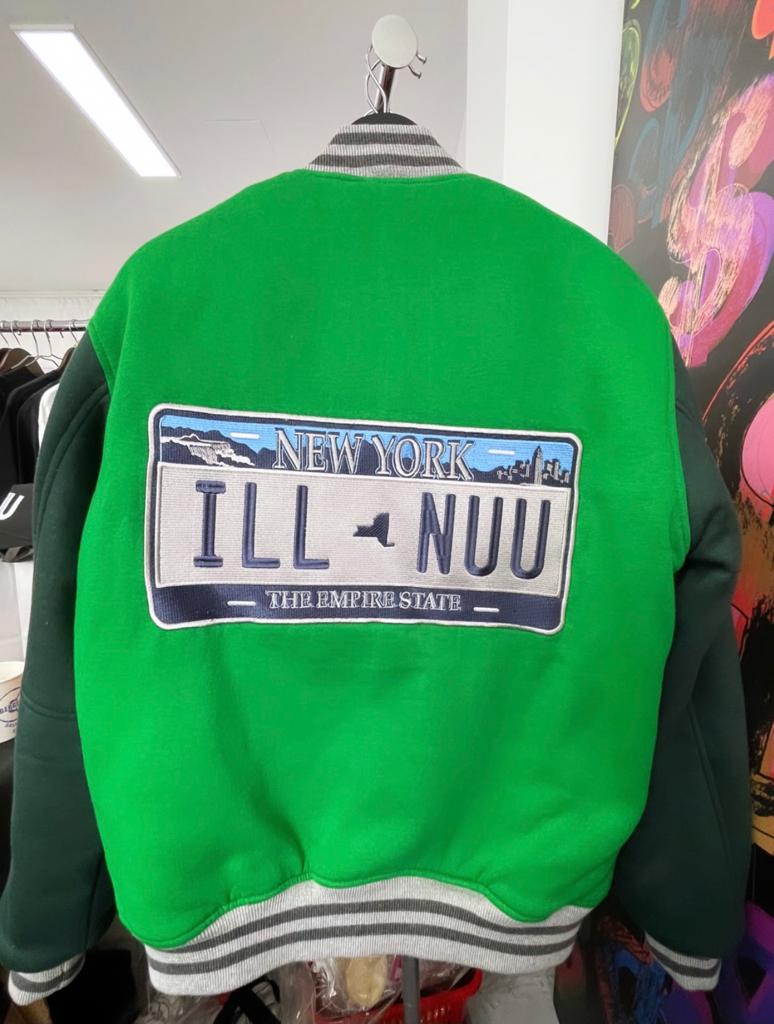 NEW YORK
ILL NUU
THE EMPIRE STATE
U